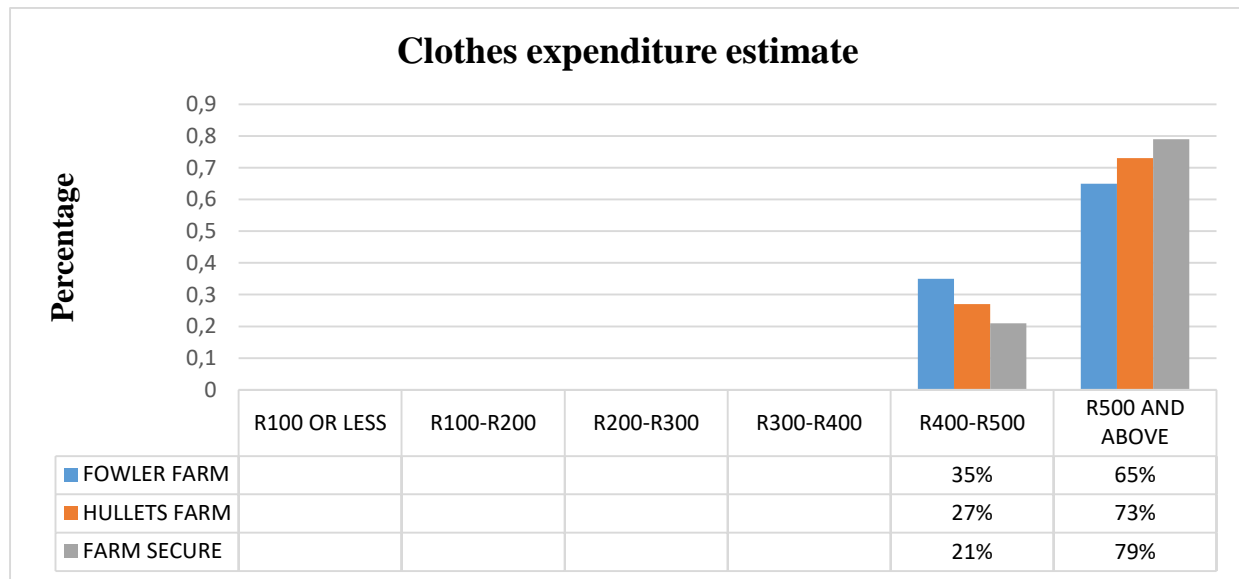 Clothes expenditure estimate
Percentage
0,9
0,8
0,7
0,6
0,5
0,4
0,3
0,2
0,1
0
R100 OR LESS R100-R200 R200-R300 R300-R400 R400-R500 R500 AND
ABOVE
FOWLER FARM 35% 65%
HULLETS FARM 27% 73%
FARM SECURE 21% 79%